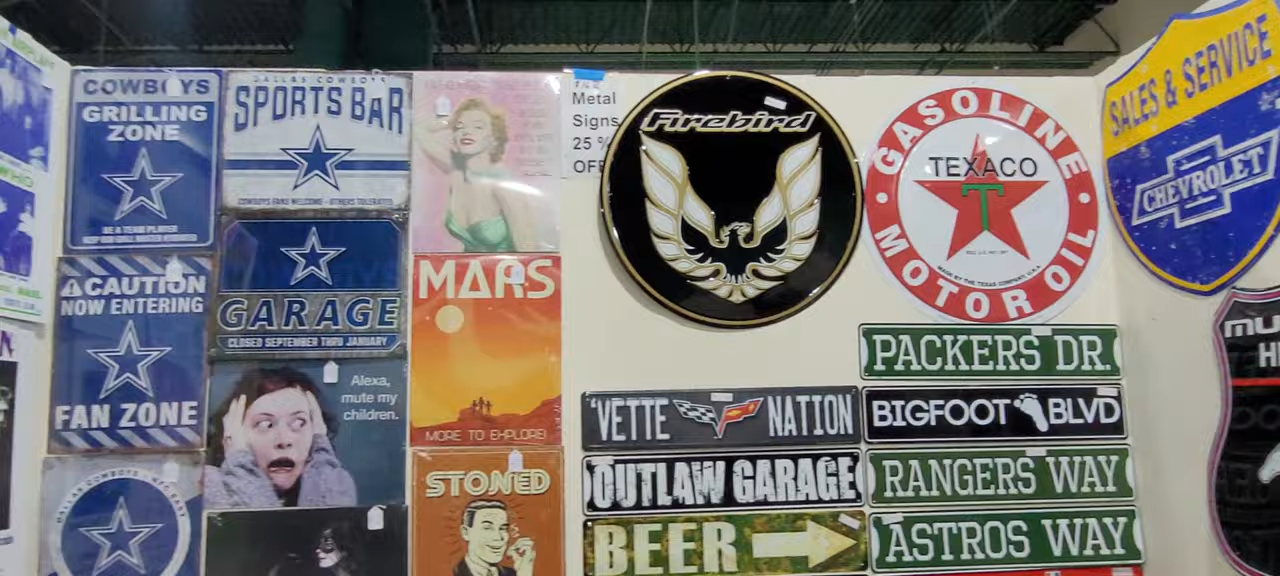 COWBOYS
GRILLING
ZONE
BE A TEAM PLAYER
DALLAS COWBOYS
SPORTS BAR
COWBOYS FANS WELCOME - OTHERS TOLERATED
CAUTION
NOW ENTERING
FAN ZONE
GARAGE
CLOSED SEPTEMBER THRU JANUARY
Alexa,
mute my
children.
DALLAS COWBOYS
MARS
MORE TO EXPLORE!
STONED
Metal
Signs
25 %
OFF
Firebird
GASOLINE
TEXACO
T
MADE BY THE TEXAS COMPANY, U.S.A.
MOTOR OIL
SALES & SERVICE
CHEVROLET
PACKERS DR.
'VETTE NATION
BIGFOOT BLVD
OUTLAW GARAGE
RANGERS WAY
BEER
ASTROS WAY